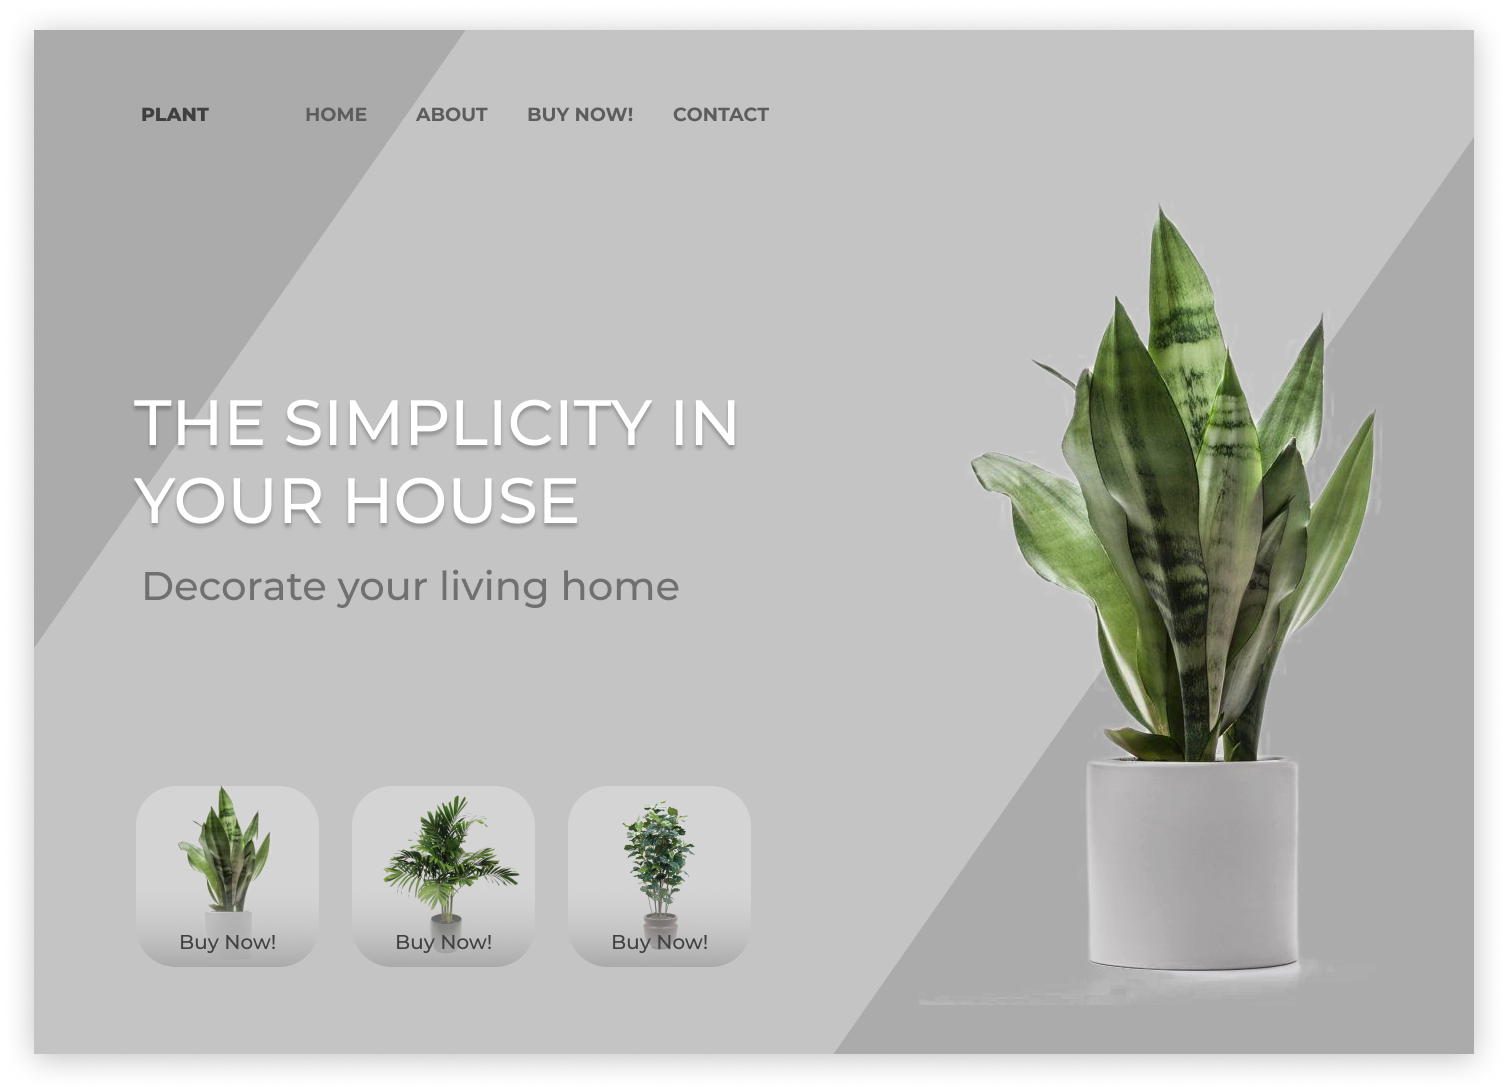 PLANT HOME ABOUT BUY NOW! CONTACT
THE SIMPLICITY IN
YOUR HOUSE
Decorate your living home
Buy Now! Buy Now! Buy Now!